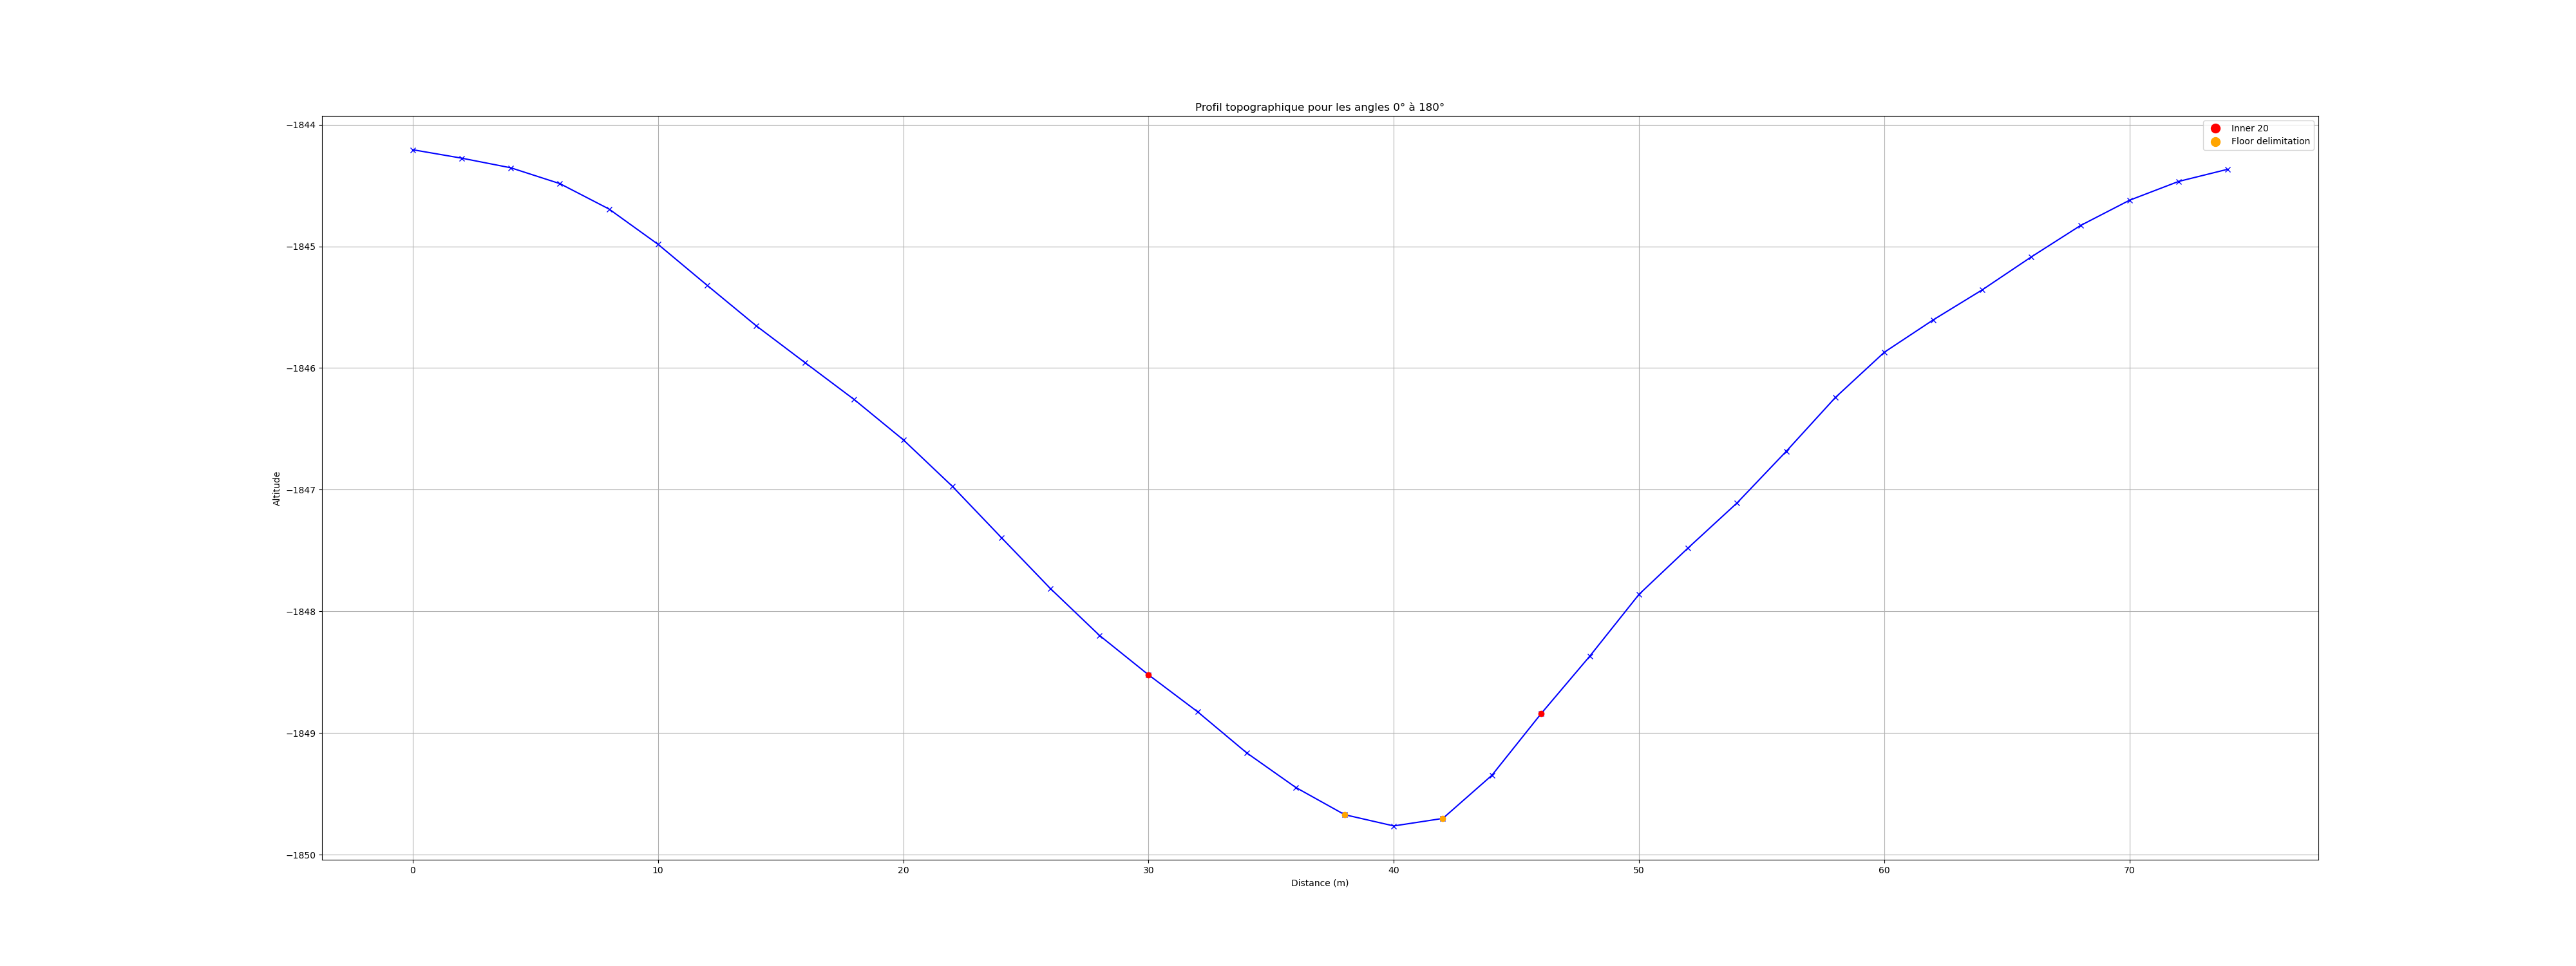 Profil topographique pour les angles 0° à 180°
Inner 20
Floor delimitation
Altitude
−1844
−1845
−1846
−1847
−1848
−1849
−1850
0 10 20 30 40 50 60 70
Distance (m)